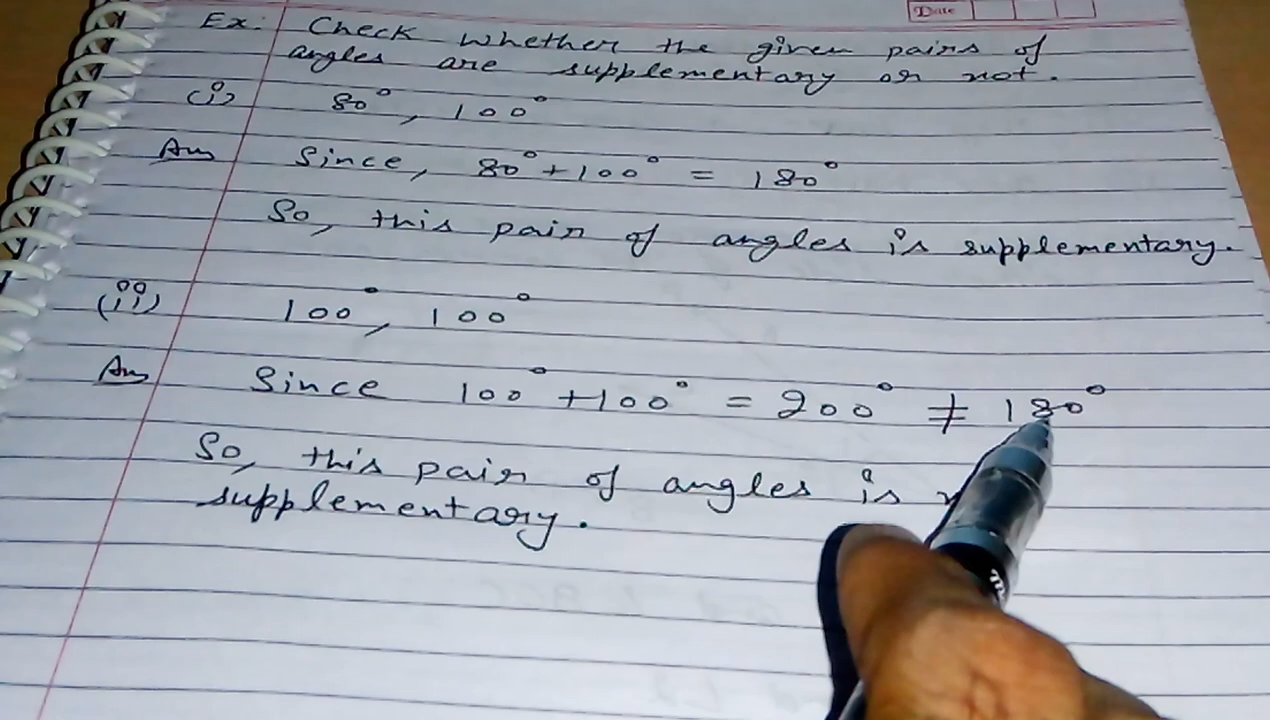 Date
Ex: Check whether the given pairs of
angles are supplementary or not.
(i) 80°, 100°
Ans Since, 80° + 100° = 180°
So, this pair of angles is supplementary.
(ii) 100°, 100°
Ans Since 100° + 100° = 200° ≠ 180°
So, this pair of angles is
supplementary.